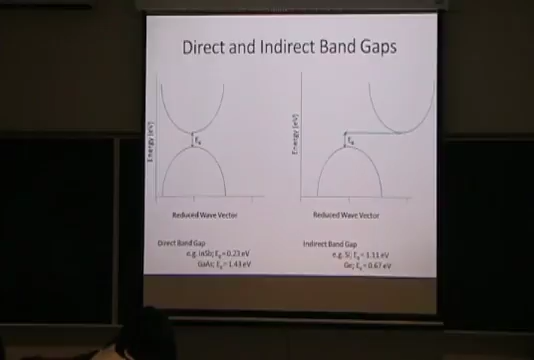 Direct and Indirect Band Gaps
Energy (eV)
Eg
Reduced Wave Vector
Direct Band Gap
e.g. InSb; Eg = 0.23 eV
GaAs; Eg = 1.43 eV
Energy (eV)
Eg
Reduced Wave Vector
Indirect Band Gap
e.g. Si; Eg = 1.11 eV
Ge; Eg = 0.67 eV